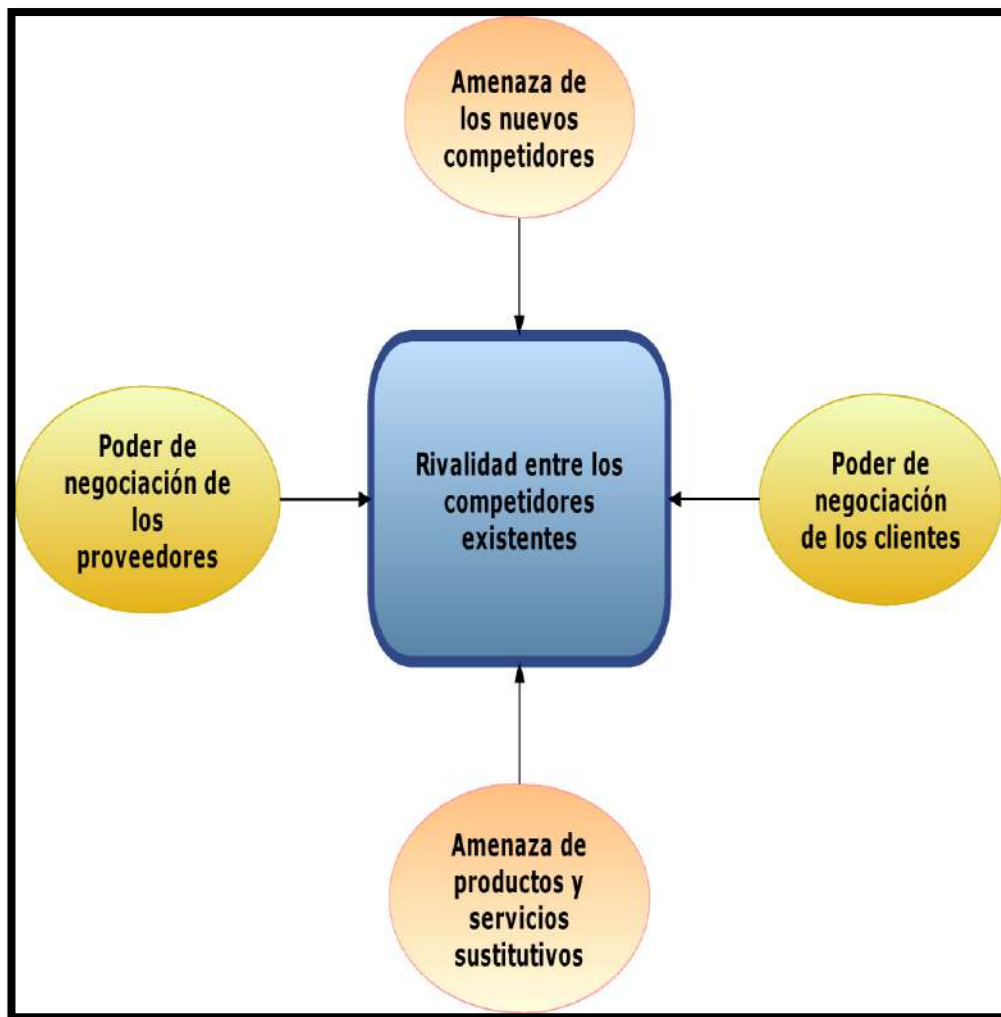 Amenaza de
los nuevos
competidores
Poder de
negociación de
los
proveedores
Rivalidad entre los
competidores
existentes
Poder de
negociación
de los clientes
Amenaza de
productos y
servicios
sustitutivos